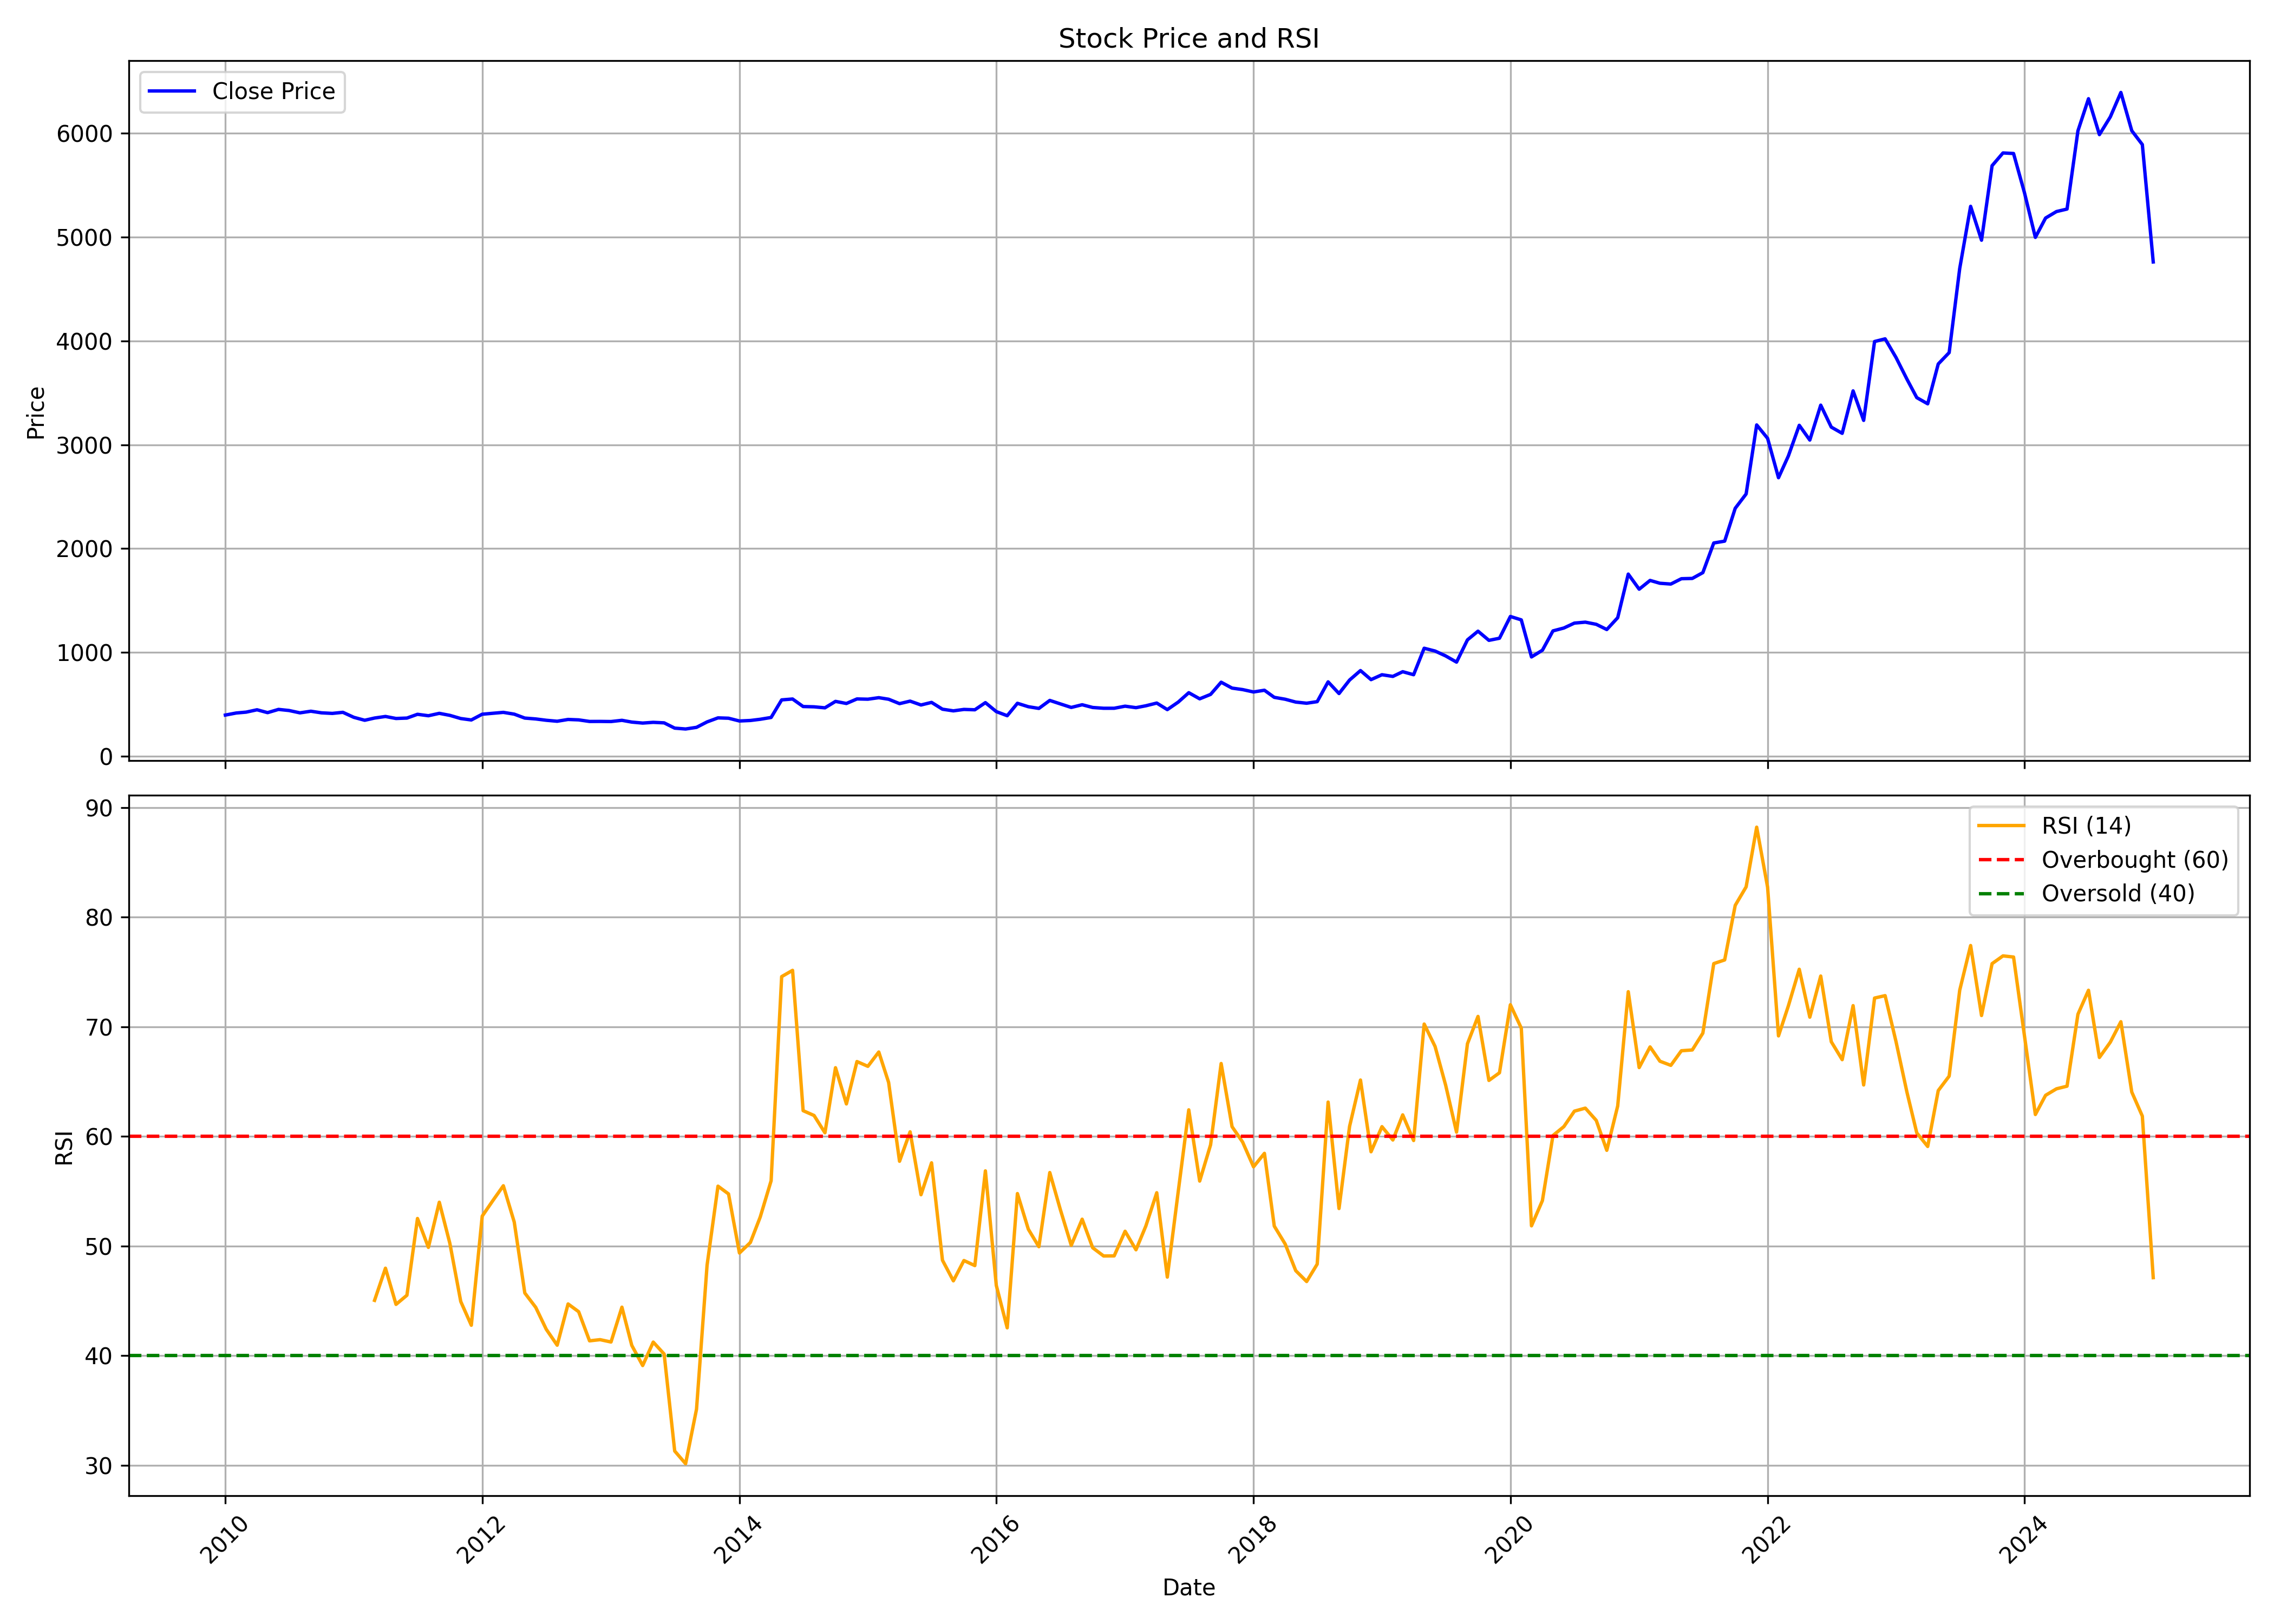 Stock Price and RSI
Close Price
6000
5000
4000
3000
2000
1000
0
Price
90
80
70
60
50
40
30
RSI
RSI (14)
Overbought (60)
Oversold (40)
2010
2012
2014
2016
2018
2020
2022
2024
Date